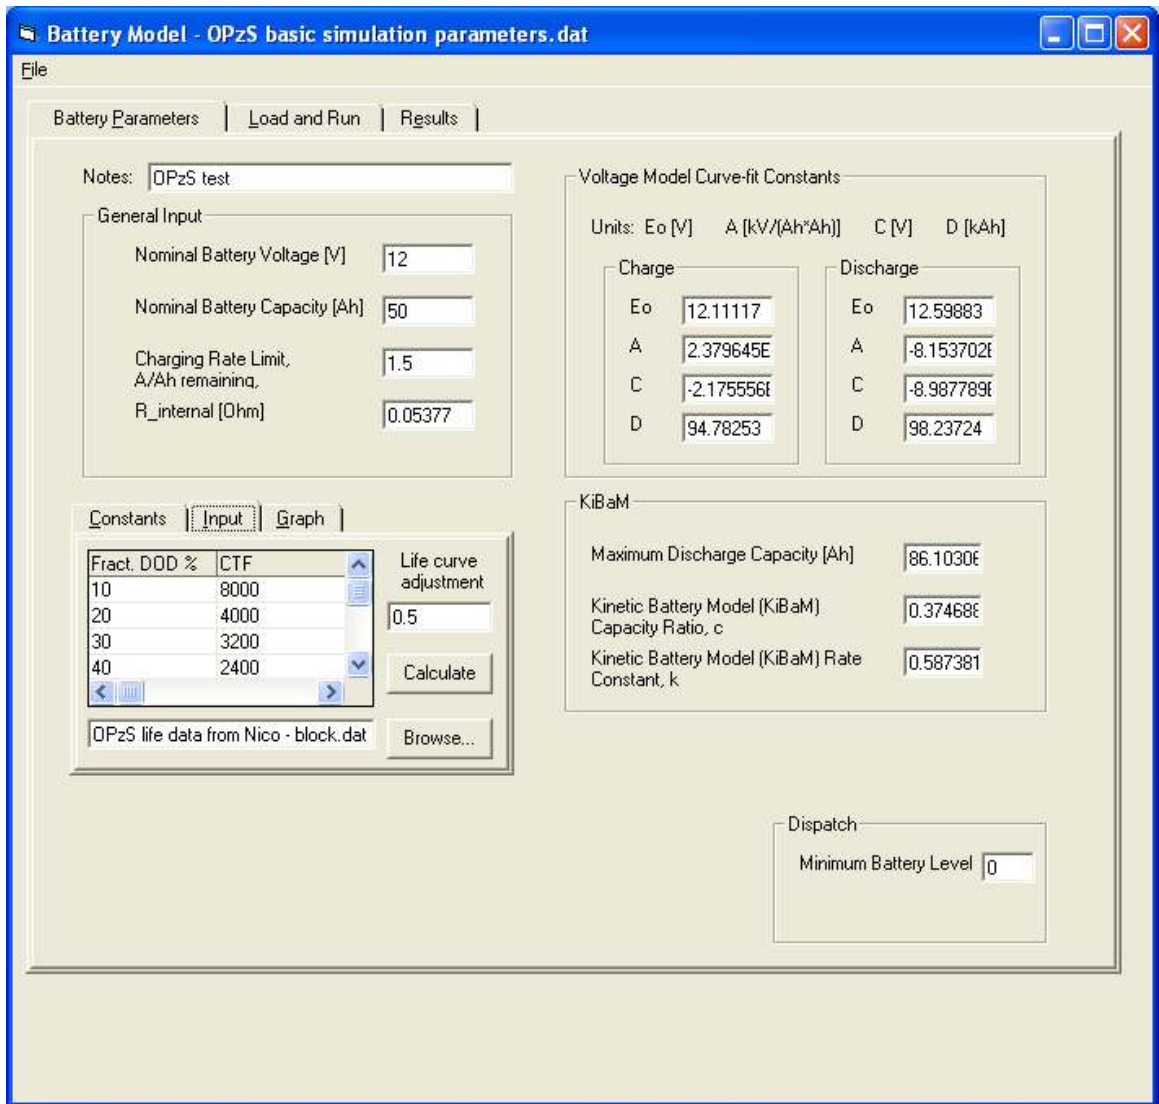 Battery Model - OPzS basic simulation parameters.dat
File
Battery Parameters Load and Run Results
Notes: OPzS test
General Input
Nominal Battery Voltage [V] 12
Nominal Battery Capacity [Ah] 50
Charging Rate Limit, A/Ah remaining, 1.5
R_internal [Ohm] 0.05377
Voltage Model Curve-fit Constants
Units: Eo [V] A [kV/(Ah*Ah)] C [V] D [kAh]
Charge
Eo 12.11117
A 2.379645E
C -2.175556E
D 94.78253
Discharge
Eo 12.59883
A -8.153702E
C -8.987789E
D 98.23724
Constants Input Graph
Fract. DOD % CTF
10 8000
20 4000
30 3200
40 2400
Life curve
adjustment
0.5
Calculate
OPzS life data from Nico - block.dat
Browse...
KiBaM
Maximum Discharge Capacity [Ah] 86.10306
Kinetic Battery Model (KiBaM)
Capacity Ratio, c 0.374688
Kinetic Battery Model (KiBaM) Rate
Constant, k 0.587381
Dispatch
Minimum Battery Level 0